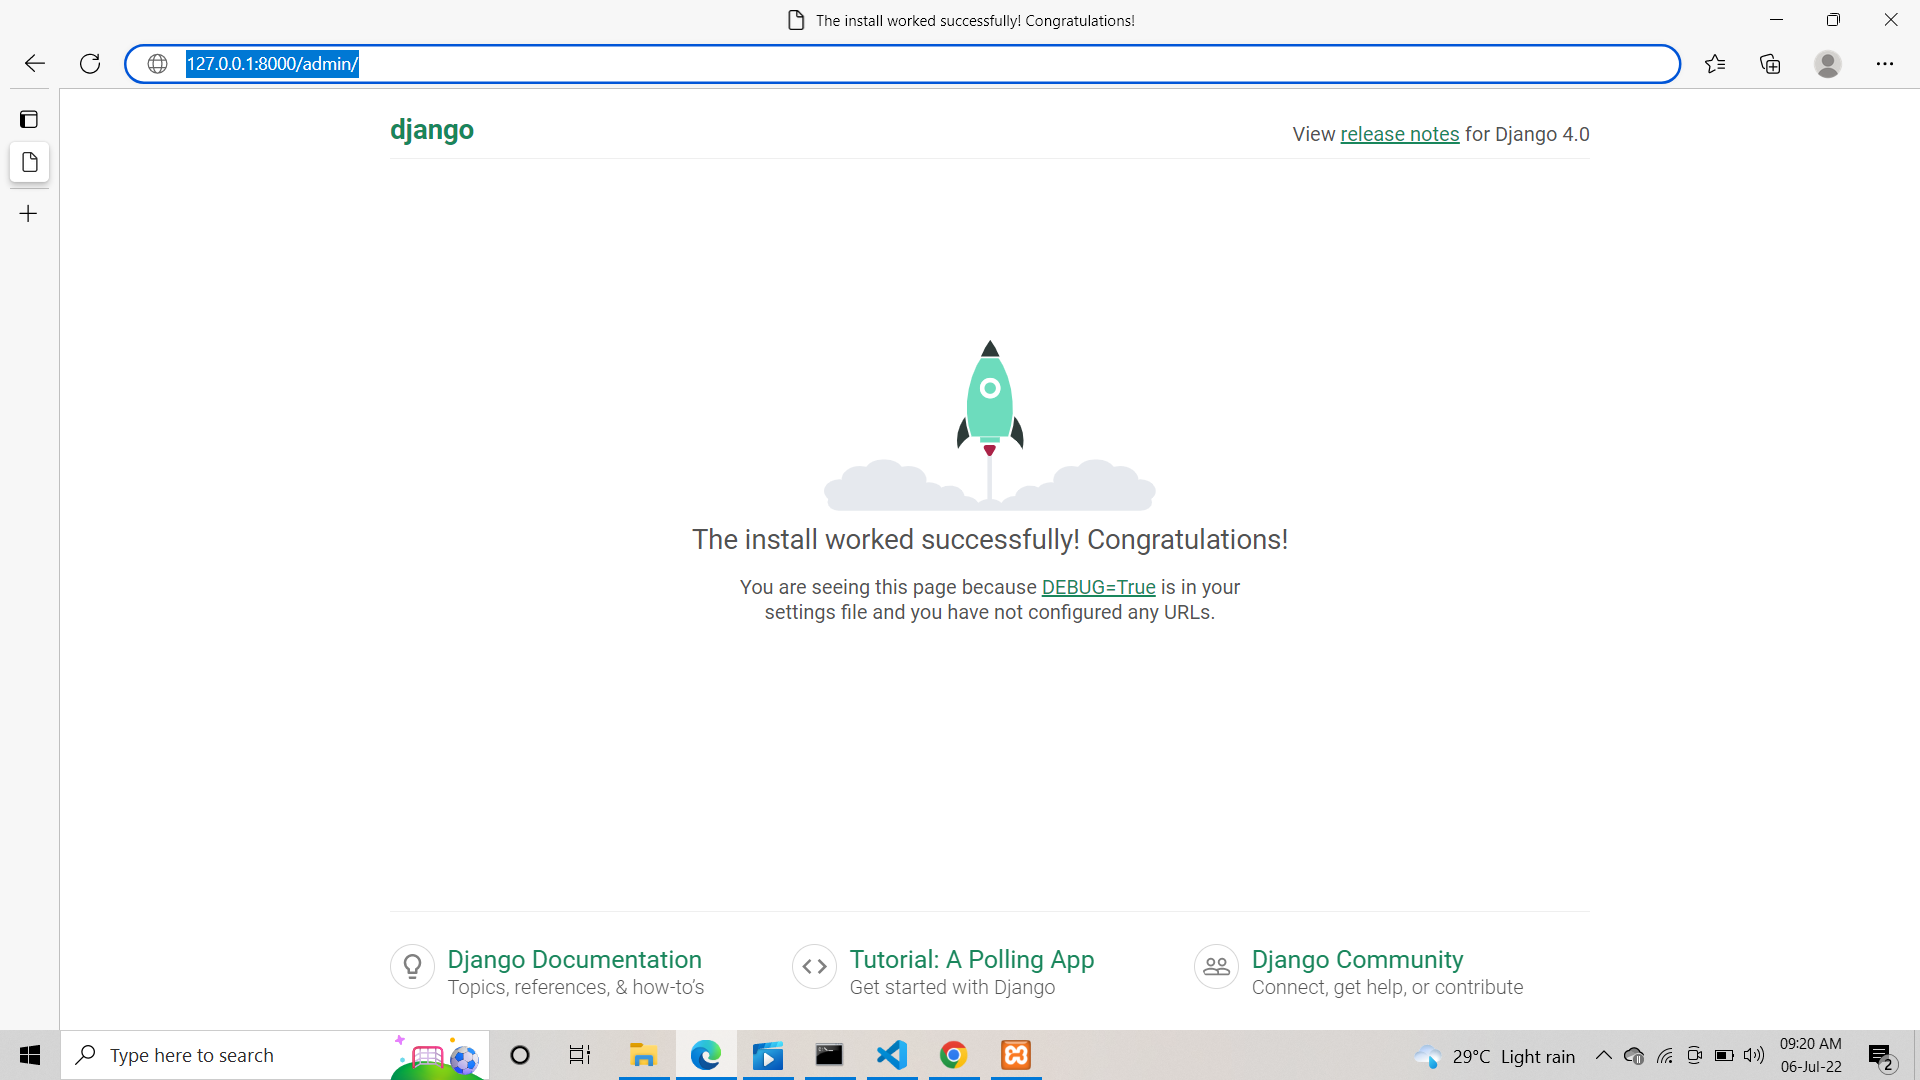 The install worked successfully! Congratulations!
127.0.0.1:8000/admin/
django
View release notes for Django 4.0
The install worked successfully! Congratulations!
You are seeing this page because DEBUG=True is in your
settings file and you have not configured any URLs.
Django Documentation
Topics, references, & how-to’s
Tutorial: A Polling App
Get started with Django
Django Community
Connect, get help, or contribute
Type here to search
29°C Light rain
09:20 AM
06-Jul-22
2